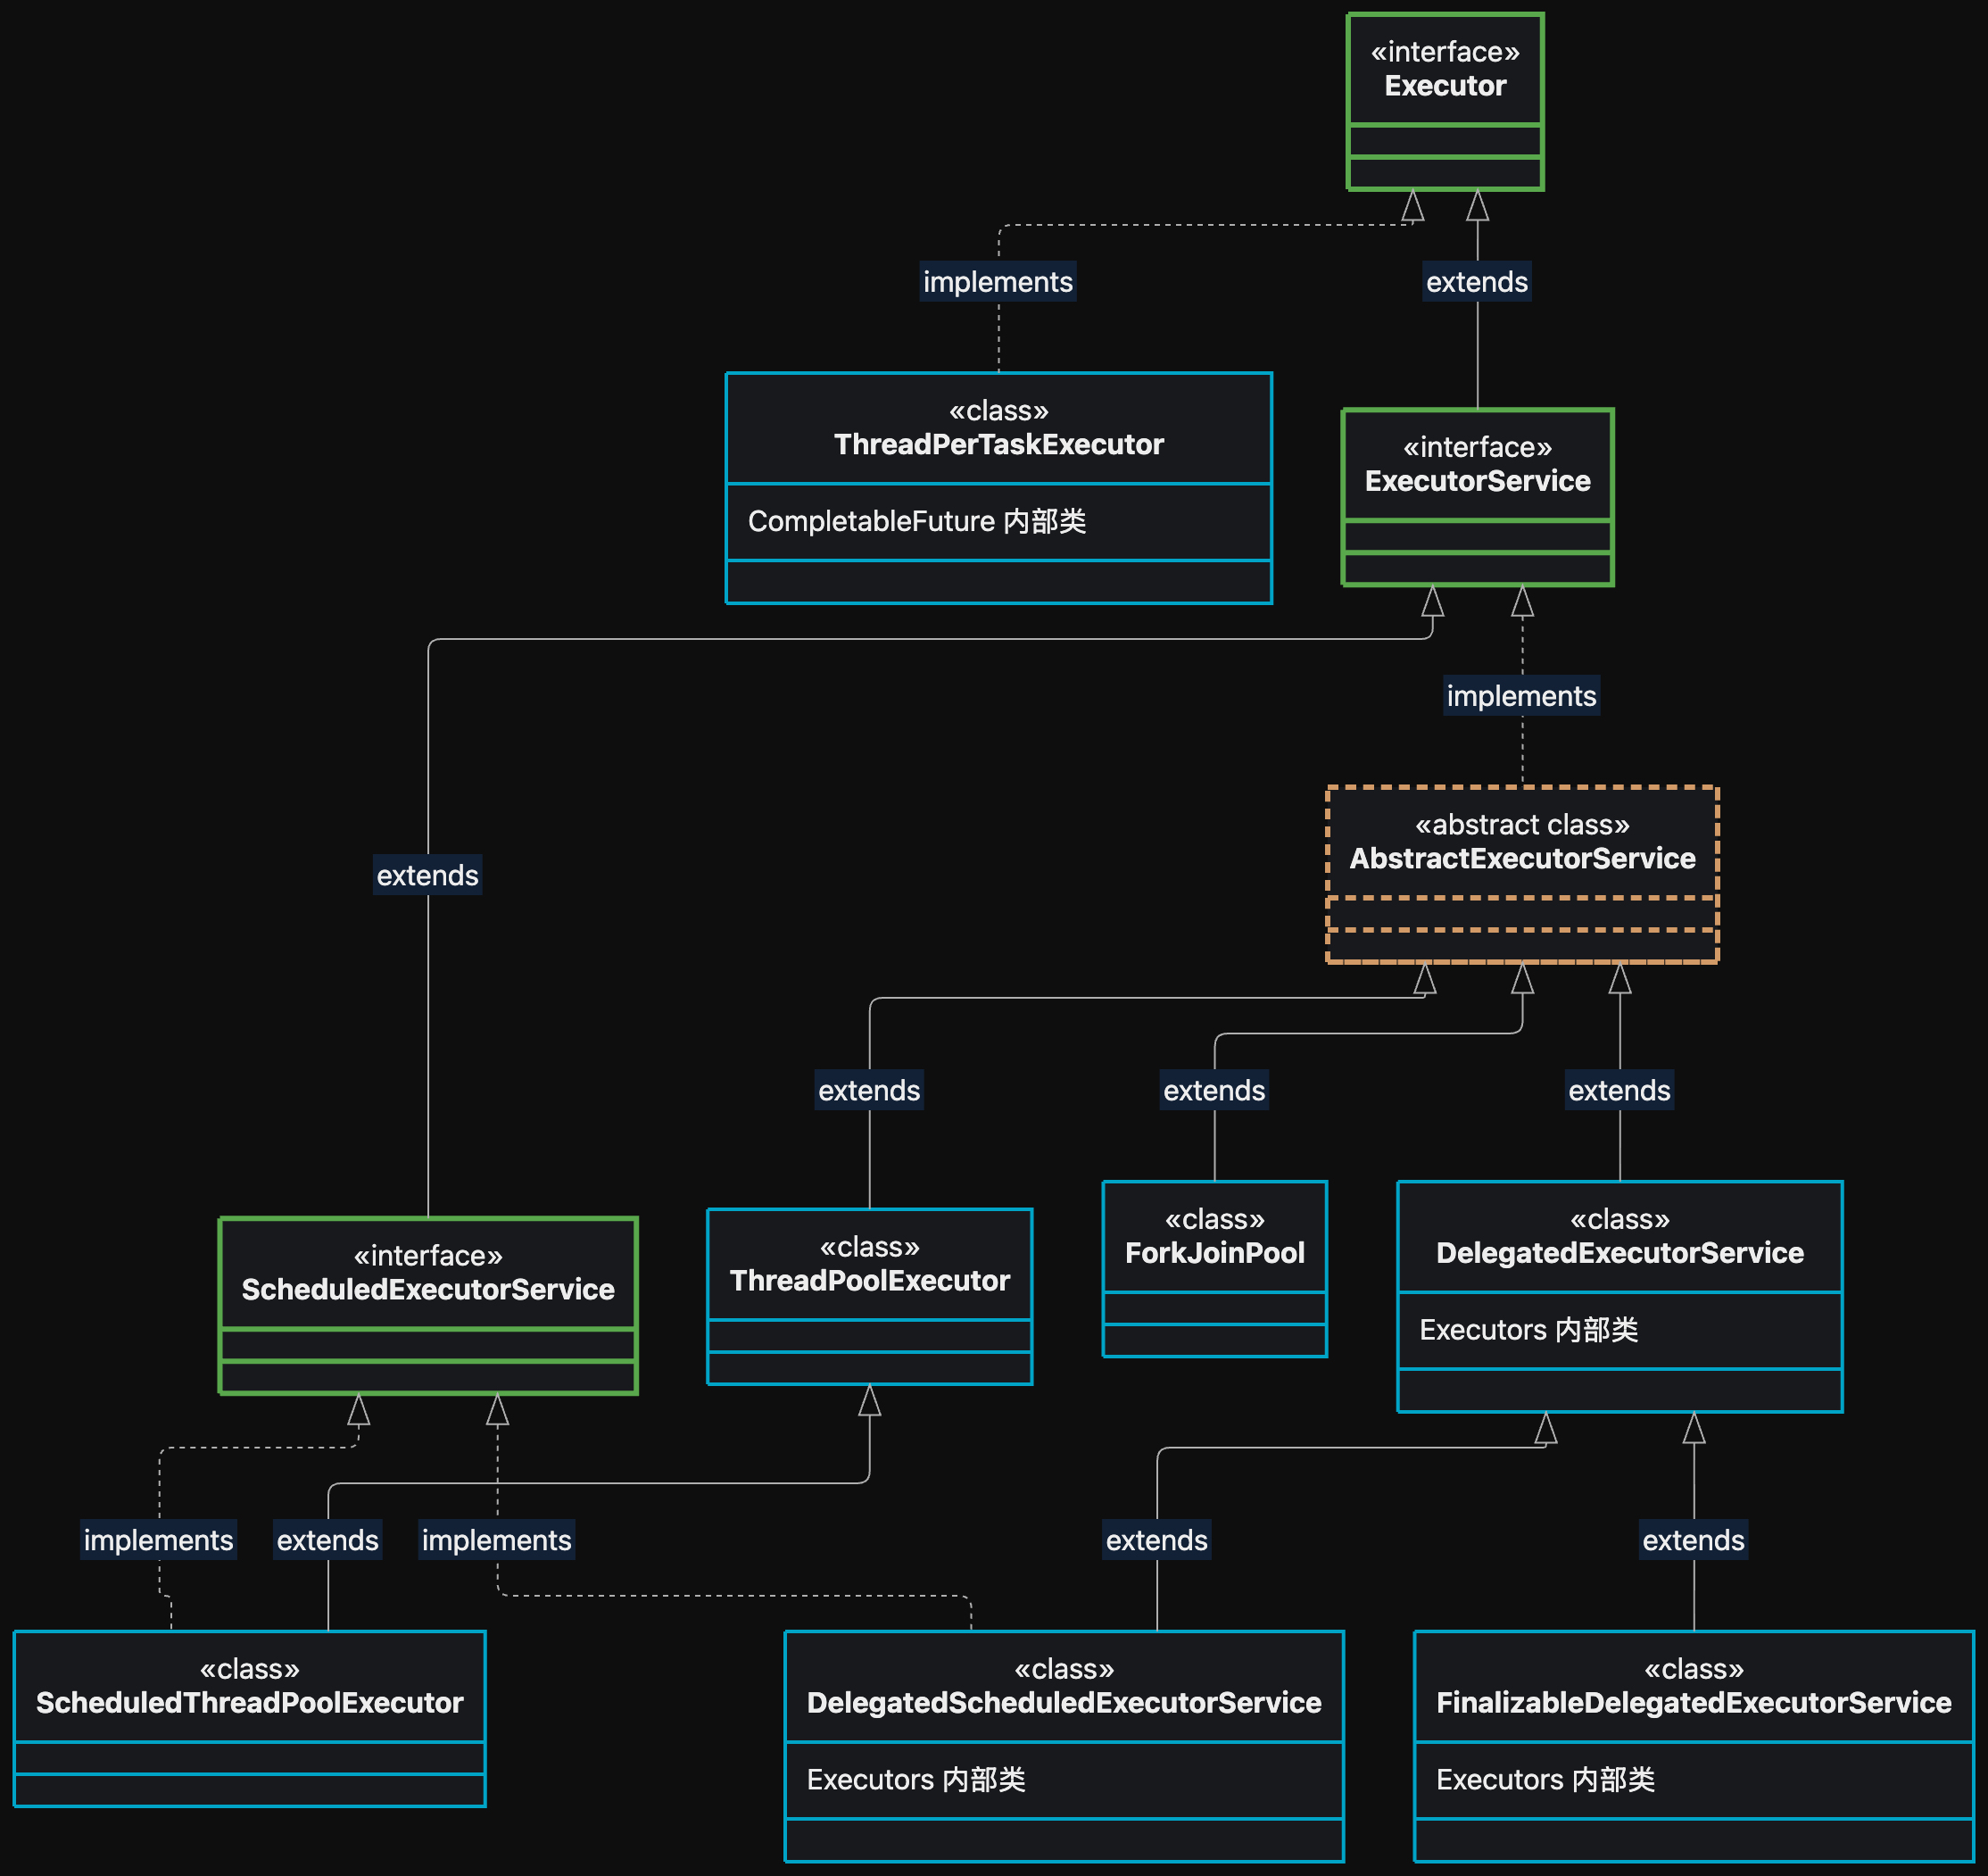 «interface»
Executor
implements
extends
«class»
ThreadPerTaskExecutor
CompletableFuture 内部类
«interface»
ExecutorService
implements
«abstract class»
AbstractExecutorService
extends
extends
extends
extends
«interface»
ScheduledExecutorService
«class»
ThreadPoolExecutor
«class»
ForkJoinPool
«class»
DelegatedExecutorService
Executors 内部类
implements
extends
implements
extends
extends
«class»
ScheduledThreadPoolExecutor
«class»
DelegatedScheduledExecutorService
Executors 内部类
«class»
FinalizableDelegatedExecutorService
Executors 内部类